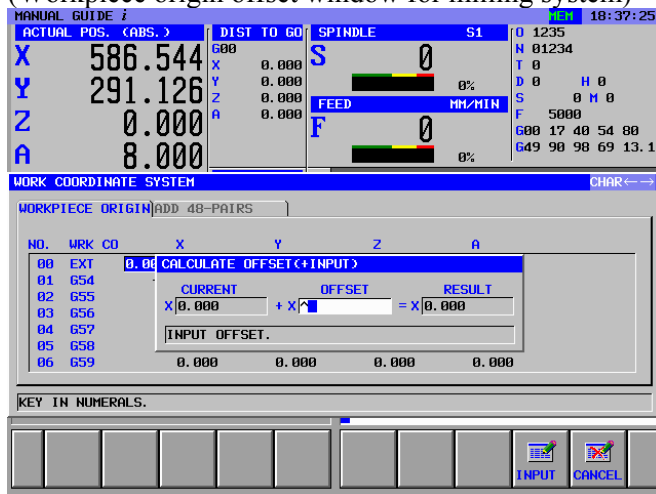 (Workpiece origin offset window for milling system)
MANUAL GUIDE i MEM 18:37:25
ACTUAL POS. (ABS.) DIST TO GO SPINDLE S1 O 1235
X 586.544 G00 S 0 N 01234
X 0.000 T 0
Y 291.126 Y 0.000 0% D 0 H 0
Z 0.000 FEED MM/MIN S 0 M 0
Z 0.000 A 0.000 F 0 F 5000
G00 17 40 54 80
A 8.000 0% G49 90 98 69 13.1
WORK COORDINATE SYSTEM CHAR←→
WORKPIECE ORIGIN ADD 48-PAIRS
NO. WRK CO X Y Z A
00 EXT 0.00 CALCULATE OFFSET(+INPUT)
01 G54
02 G55 CURRENT OFFSET RESULT
03 G56 X 0.000 + X ^ = X 0.000
04 G57 INPUT OFFSET.
05 G58
06 G59 0.000 0.000 0.000 0.000
KEY IN NUMERALS.
INPUT CANCEL